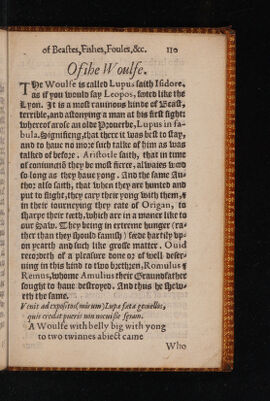 of Beastes, Fishes, Foules, &c. 110
Of the Woulfe.
THe Woulfe is called Lupus saith Isidore,
as if you would say Leopos, footed like the
Lyon. It is a most rauinous kinde of Beast,
terrible, and astonying a man at his first sight:
whereof arose an olde Prouerbe, Lupus in fa-
bula. Signifieng, that there it was best to stay,
and to haue no more such talke of him as was
talked of before. Aristotle saith, that in time
of continuāce they be most fierce, alwaies & so
so long as they haue yong. And the same Au-
thor also saith, that when they are hunted and
put to flight, they cary their yong with them, &
in their iourneying they eate of Origan, to
sharpe their teeth, which are in a maner like to
our Saw. They being in extreme hunger (ra-
ther than they should famish) feede hartely vp-
on yearth and such like grosse matter. Ouid
recordeth of a pleasure done or of well deser-
uing in this kind to two brethren, Romulus &
Remus, whome Amulius their Graundfather
sought to haue destroyed. And thus he shew-
eth the same.
Venit ad expositos (mirum) Lupa fœta gemellos,
quis credat pueris non nocuisse feram.
A Woulfe with belly big with yong
to two twinnes abiect came
Who